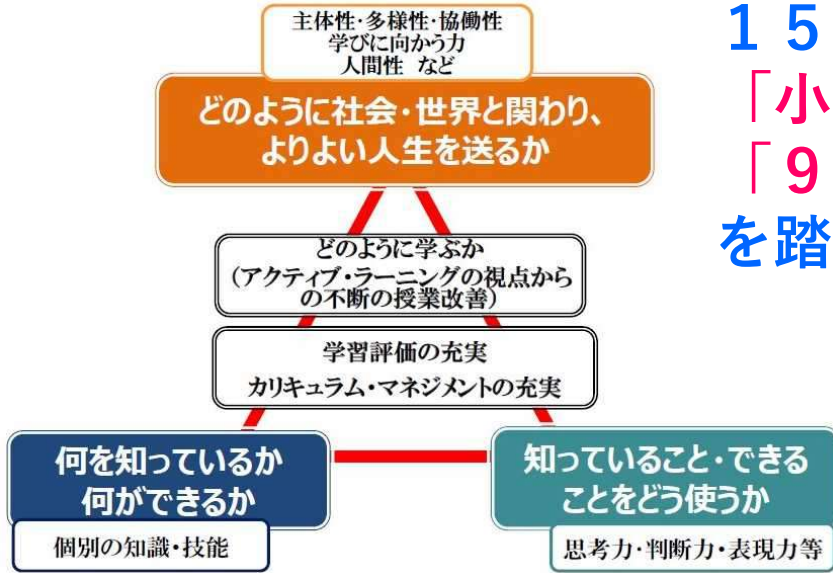 主体性・多様性・協働性
学びに向かう力
人間性 など
どのように社会・世界と関わり、
よりよい人生を送るか
どのように学ぶか
(アクティブ・ラーニングの視点から
の不断の授業改善)
学習評価の充実
カリキュラム・マネジメントの充実
何を知っているか
何ができるか
個別の知識・技能
知っていること・できる
ことをどう使うか
思考力・判断力・表現力等
１５
「小
「９
を踏